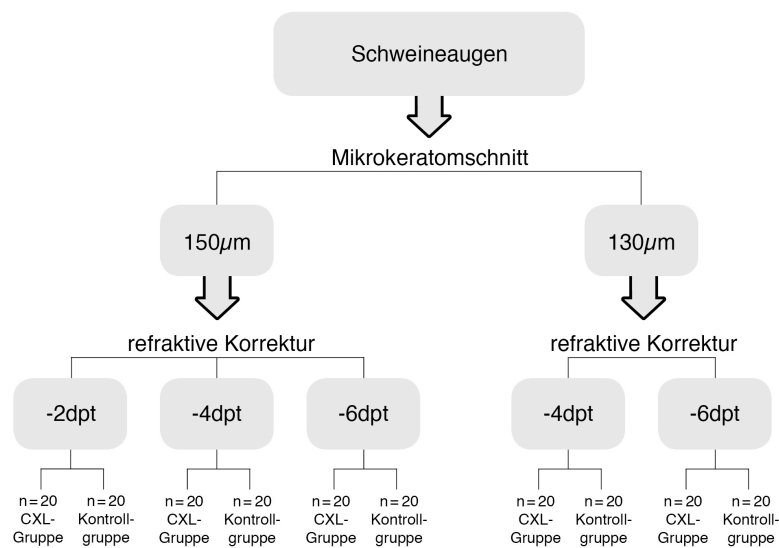 Schweineaugen
Mikrokeratomschnitt
150µm
130µm
refraktive Korrektur
refraktive Korrektur
-2dpt
-4dpt
-6dpt
-4dpt
-6dpt
n=20
CXL-
Gruppe
n=20
Kontroll-
gruppe
n=20
CXL-
Gruppe
n=20
Kontroll-
gruppe
n=20
CXL-
Gruppe
n=20
Kontroll-
gruppe
n=20
CXL-
Gruppe
n=20
Kontroll-
gruppe
n=20
CXL-
Gruppe
n=20
Kontroll-
gruppe